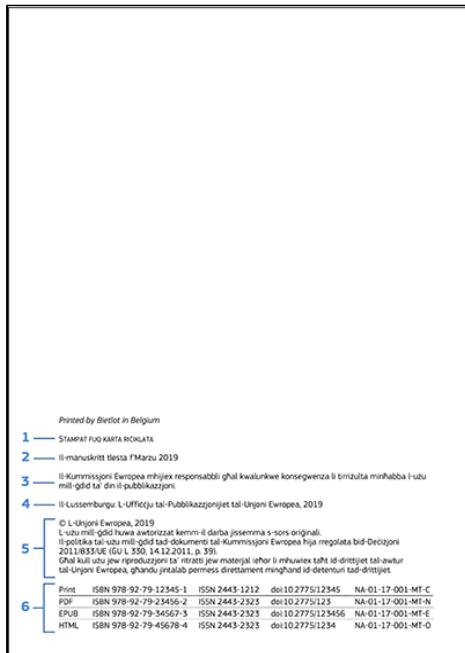 Printed by Bietlot in Belgium
1 STAMPAT FUQ KARTA RIĊIKLATA
2 Il-manuskritt tlesta f'Marzu 2019
3 Il-Kummissjoni Ewropea mhijiex responsabbli għal kwalunkwe konsegwenza li tirriżulta minħabba l-użu
mill-ġdid ta' din il-pubblikazzjoni.
4 Il-Lussemburgu: L-Uffiċċju tal-Pubblikazzjonijiet tal-Unjoni Ewropea, 2019
© L-Unjoni Ewropea, 2019
L-użu mill-ġdid huwa awtorizzat kemm-il darba jissemma s-sors oriġinali.
5 Il-politika tal-użu mill-ġdid tad-dokumenti tal-Kummissjoni Ewropea hija rregolata bid-Deċiżjoni
2011/833/UE (ĠU L 330, 14.12.2011, p. 39).
Għal kull użu jew riproduzzjoni ta' ritratti jew materjal ieħor li mhuwiex taħt id-drittijiet tal-awtur
tal-Unjoni Ewropea, għandu jintalab permess direttament mingħand id-detenturi tad-drittijiet.
Print ISBN 978-92-79-12345-1 ISSN 2443-1212 doi:10.2775/12345 NA-01-17-001-MT-C
6 PDF ISBN 978-92-79-23456-2 ISSN 2443-2323 doi:10.2775/123 NA-01-17-001-MT-N
EPUB ISBN 978-92-79-34567-3 ISSN 2443-2323 doi:10.2775/123456 NA-01-17-001-MT-E
HTML ISBN 978-92-79-45678-4 ISSN 2443-2323 doi:10.2775/1234 NA-01-17-001-MT-O